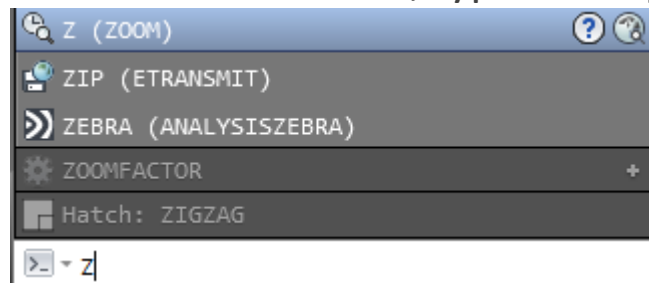 Z (ZOOM)
ZIP (ETRANSMIT)
ZEBRA (ANALYSISZEBRA)
ZOOMFACTOR
Hatch: ZIGZAG
Z